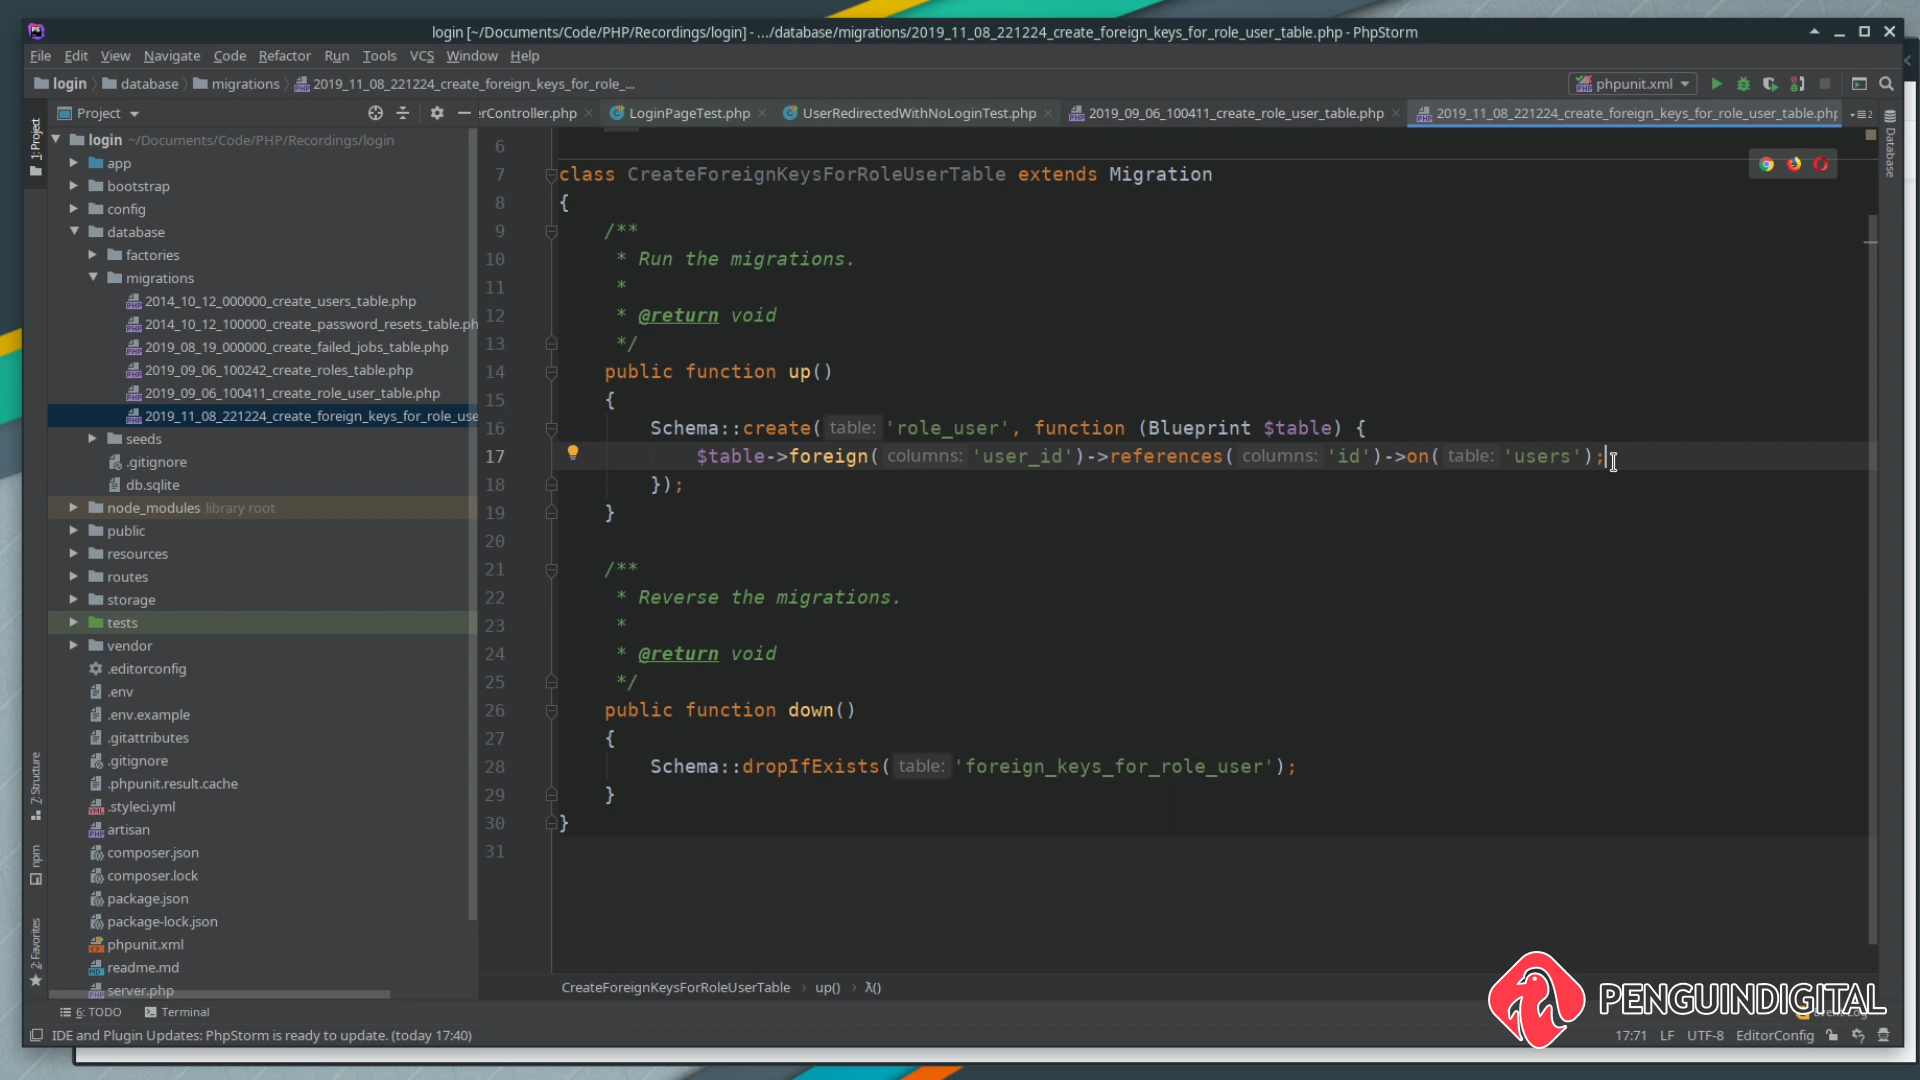 login [~/Documents/Code/PHP/Recordings/login] - .../database/migrations/2019_11_08_221224_create_foreign_keys_for_role_user_table.php - PhpStorm
File Edit View Navigate Code Refactor Run Tools VCS Window Help
login database migrations 2019_11_08_221224_create_foreign_keys_for_role_... phpunit.xml
Project erController.php LoginPageTest.php UserRedirectedWithNoLoginTest.php 2019_09_06_100411_create_role_user_table.php 2019_11_08_221224_create_foreign_keys_for_role_user_table.php
1: Project
Database
login ~/Documents/Code/PHP/Recordings/login
app
bootstrap
config
database
factories
migrations
2014_10_12_000000_create_users_table.php
2014_10_12_100000_create_password_resets_table.ph
2019_08_19_000000_create_failed_jobs_table.php
2019_09_06_100242_create_roles_table.php
2019_09_06_100411_create_role_user_table.php
2019_11_08_221224_create_foreign_keys_for_role_use
seeds
.gitignore
db.sqlite
node_modules library root
public
resources
routes
storage
tests
vendor
.editorconfig
.env
.env.example
.gitattributes
.gitignore
.phpunit.result.cache
.styleci.yml
artisan
composer.json
composer.lock
package.json
package-lock.json
phpunit.xml
readme.md
server.php
7: Structure
npm
2: Favorites
6
7 class CreateForeignKeysForRoleUserTable extends Migration
8 {
9 /**
10 * Run the migrations.
11 *
12 * @return void
13 */
14 public function up()
15 {
16 Schema::create( table: 'role_user', function (Blueprint $table) {
17 $table->foreign( columns: 'user_id')->references( columns: 'id')->on( table: 'users');
18 });
19 }
20
21 /**
22 * Reverse the migrations.
23 *
24 * @return void
25 */
26 public function down()
27 {
28 Schema::dropIfExists( table: 'foreign_keys_for_role_user');
29 }
30 }
31
CreateForeignKeysForRoleUserTable › up() › λ()
PENGUINDIGITAL
6: TODO Terminal
IDE and Plugin Updates: PhpStorm is ready to update. (today 17:40) 17:71 LF UTF-8 EditorConfig